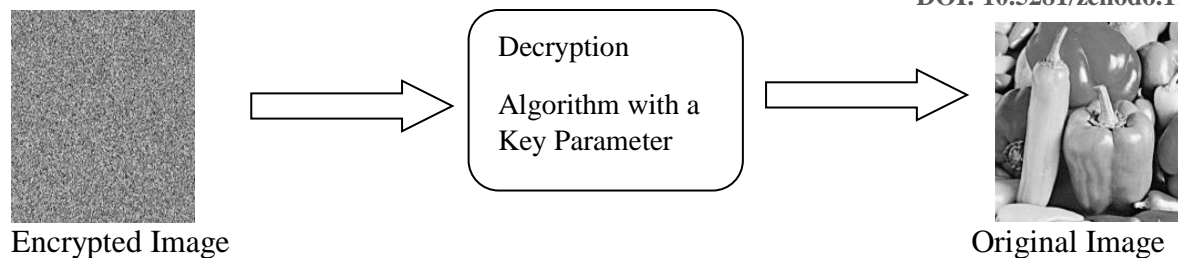 Decryption
Algorithm with a
Key Parameter
Encrypted Image
Original Image